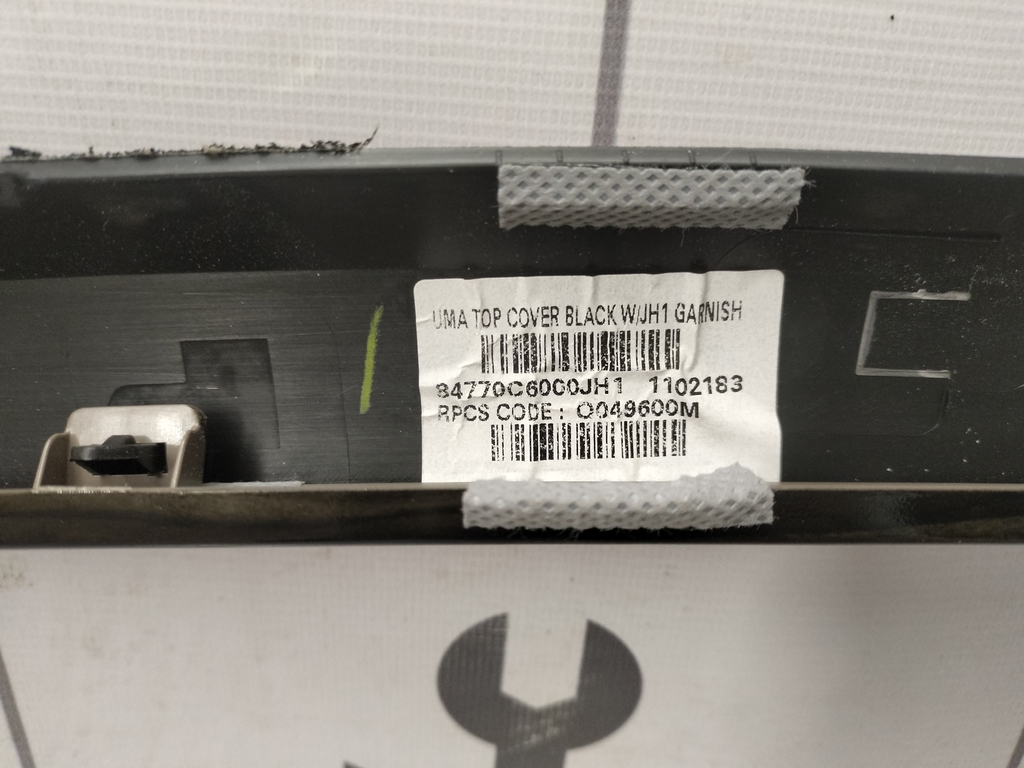 UMA TOP COVER BLACK W/JH1 GARNISH
84770C6000JH1 1102183
RPCS CODE : O049600M